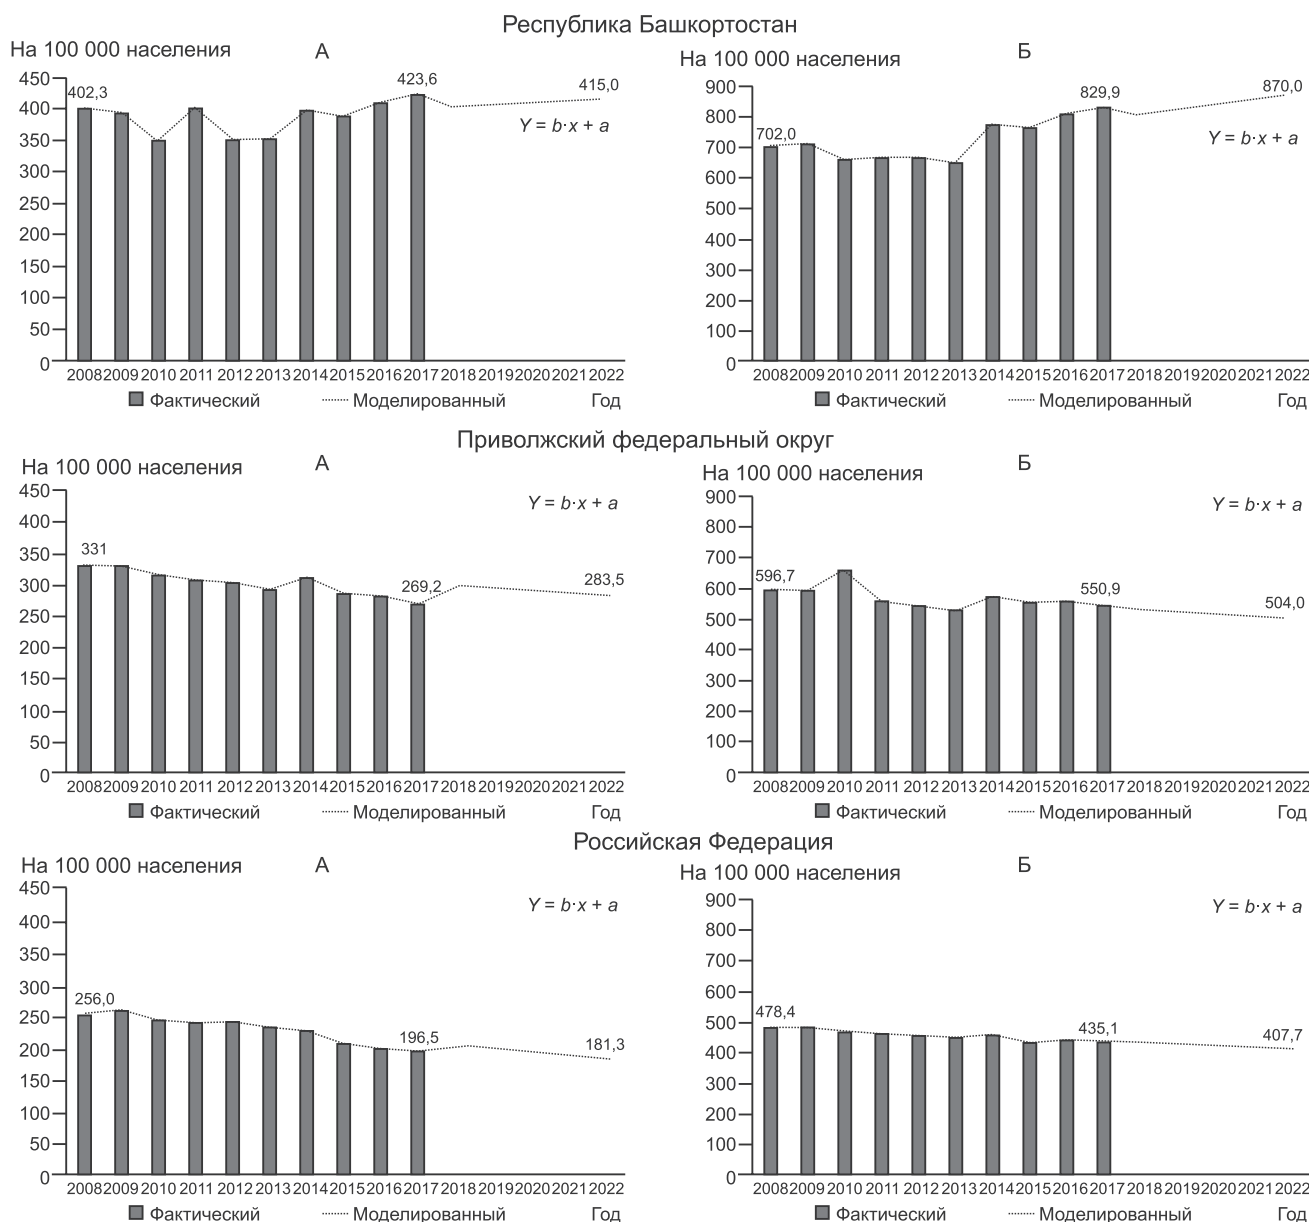 Республика Башкортостан
На 100 000 населения
А
450
400
350
300
250
200
150
100
50
0
402,3
423,6
415,0
Y = b·x + a
2008 2009 2010 2011 2012 2013 2014 2015 2016 2017 2018 2019 2020 2021 2022
Фактический Моделированный Год
На 100 000 населения
Б
900
800
700
600
500
400
300
200
100
0
702,0
829,9
870,0
Y = b·x + a
2008 2009 2010 2011 2012 2013 2014 2015 2016 2017 2018 2019 2020 2021 2022
Фактический Моделированный Год
Приволжский федеральный округ
На 100 000 населения
А
450
400
350
300
250
200
150
100
50
0
331
269,2
283,5
Y = b·x + a
2008 2009 2010 2011 2012 2013 2014 2015 2016 2017 2018 2019 2020 2021 2022
Фактический Моделированный Год
На 100 000 населения
Б
900
800
700
600
500
400
300
200
100
0
596,7
550,9
504,0
Y = b·x + a
2008 2009 2010 2011 2012 2013 2014 2015 2016 2017 2018 2019 2020 2021 2022
Фактический Моделированный Год
Российская Федерация
На 100 000 населения
А
450
400
350
300
250
200
150
100
50
0
256,0
196,5
181,3
Y = b·x + a
2008 2009 2010 2011 2012 2013 2014 2015 2016 2017 2018 2019 2020 2021 2022
Фактический Моделированный Год
На 100 000 населения
Б
900
800
700
600
500
400
300
200
100
0
478,4
435,1
407,7
Y = b·x + a
2008 2009 2010 2011 2012 2013 2014 2015 2016 2017 2018 2019 2020 2021 2022
Фактический Моделированный Год